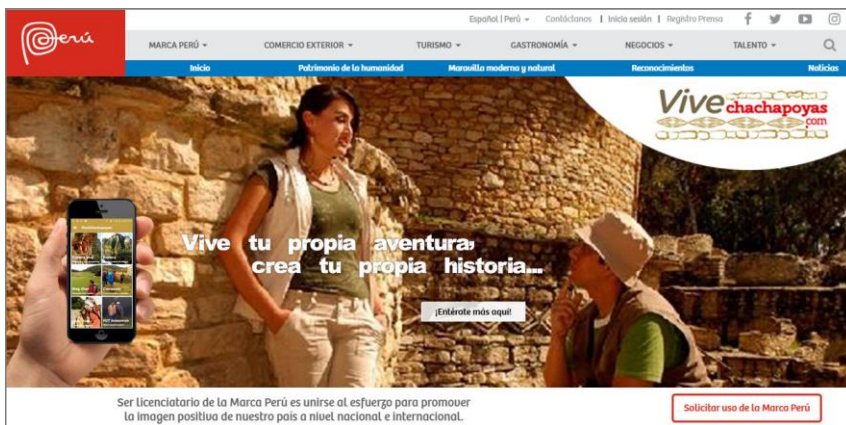 Español | Perú
Contáctanos | Inicia sesión | Registro Prensa
Perú
MARCA PERÚ
COMERCIO EXTERIOR
TURISMO
GASTRONOMÍA
NEGOCIOS
TALENTO
Inicio
Patrimonio de la humanidad
Maravilla moderna y natural
Reconocimientos
Noticias
Vive chachapoyas
.com
Vive tu propia aventura,
crea tu propia historia...
¡Entérate más aquí!
Ser licenciatario de la Marca Perú es unirse al esfuerzo para promover
la imagen positiva de nuestro país a nivel nacional e internacional.
Solicitar uso de la Marca Perú